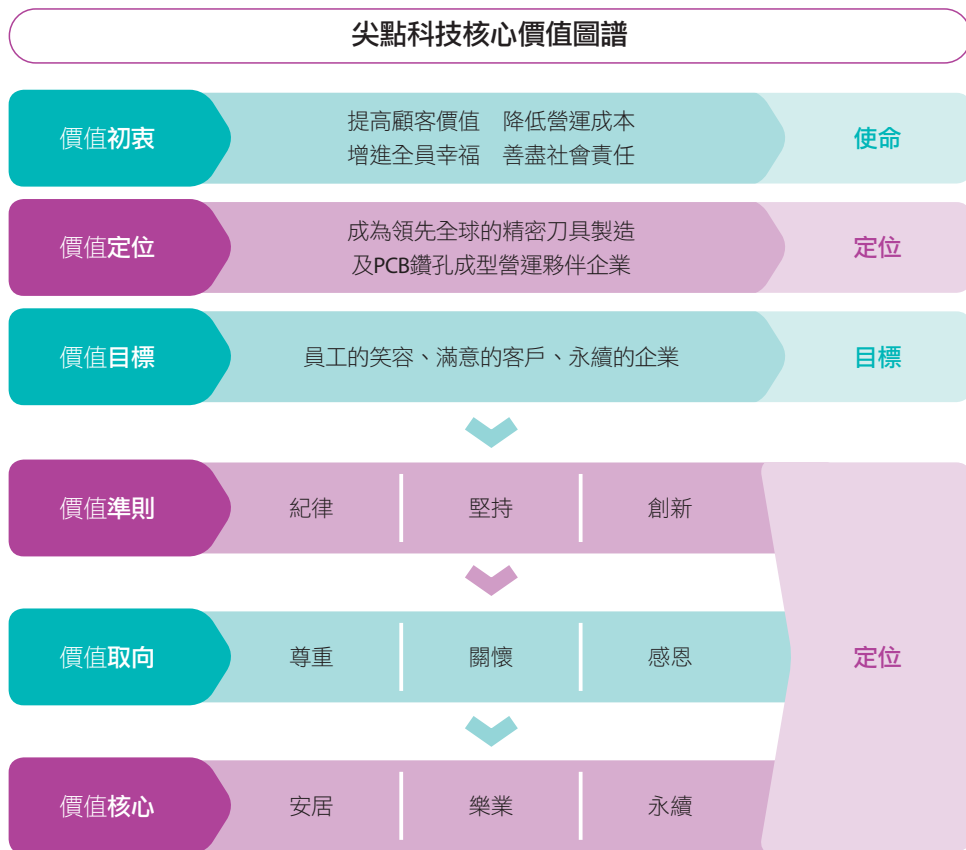 尖點科技核心價值圖譜
價值初衷
提高顧客價值 降低營運成本
增進全員幸福 善盡社會責任
使命
價值定位
成為領先全球的精密刀具製造
及PCB鑽孔成型營運夥伴企業
定位
價值目標
員工的笑容、滿意的客戶、永續的企業
目標
價值準則
紀律 堅持 創新
價值取向
尊重 關懷 感恩
定位
價值核心
安居 樂業 永續